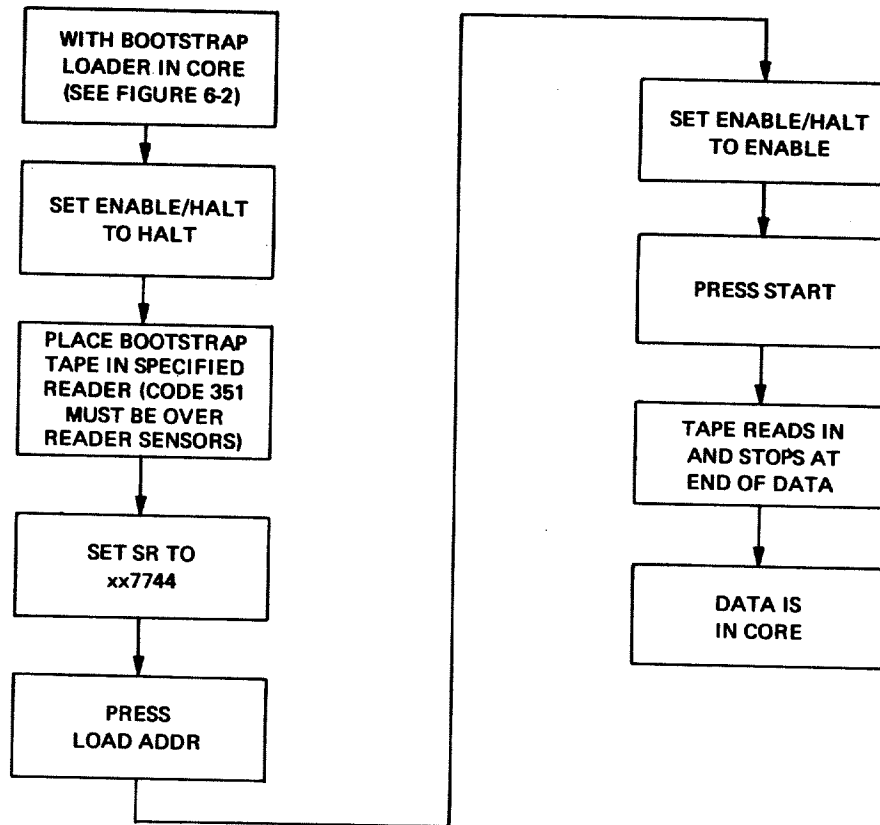 WITH BOOTSTRAP
LOADER IN CORE
(SEE FIGURE 6-2)
SET ENABLE/HALT
TO HALT
PLACE BOOTSTRAP
TAPE IN SPECIFIED
READER (CODE 351
MUST BE OVER
READER SENSORS)
SET SR TO
xx7744
PRESS
LOAD ADDR
SET ENABLE/HALT
TO ENABLE
PRESS START
TAPE READS IN
AND STOPS AT
END OF DATA
DATA IS
IN CORE